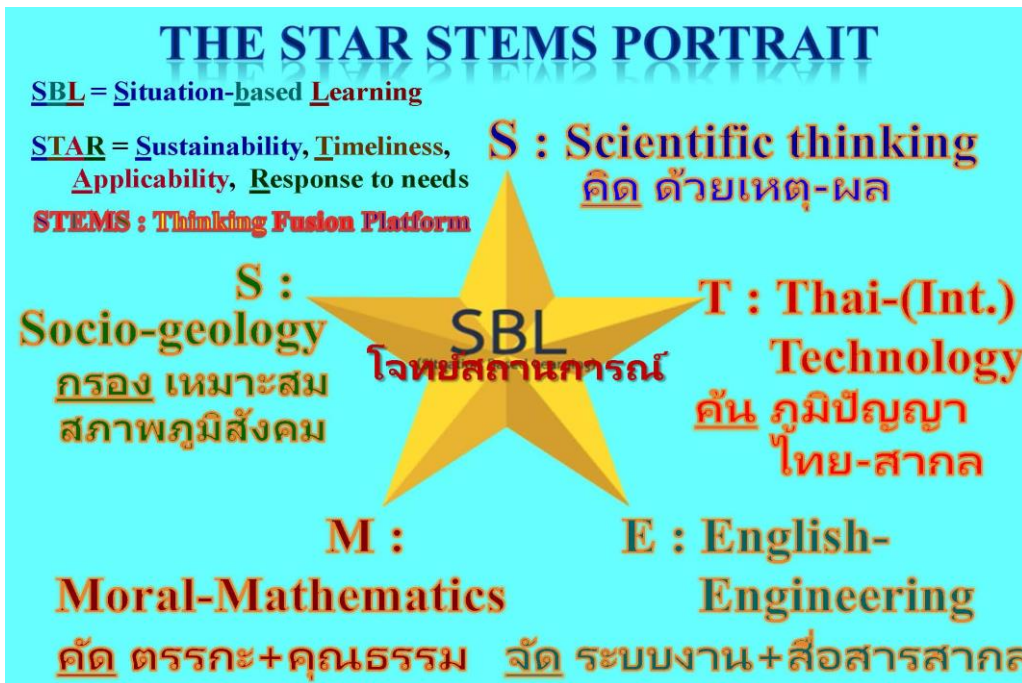 THE STAR STEMS PORTRAIT
SBL = Situation-based Learning
STAR = Sustainability, Timeliness,
Applicability, Response to needs
STEMS : Thinking Fusion Platform
S : Scientific thinking
คิด ด้วยเหตุ-ผล
T : Thai-(Int.)
Technology
ค้น ภูมิปัญญา
ไทย-สากล
E : English-
Engineering
จัด ระบบงาน+สื่อสารสากล
M :
Moral-Mathematics
คัด ตรรกะ+คุณธรรม
S :
Socio-geology
กรอง เหมาะสม
สภาพภูมิสังคม
SBL
โจทย์สถานการณ์